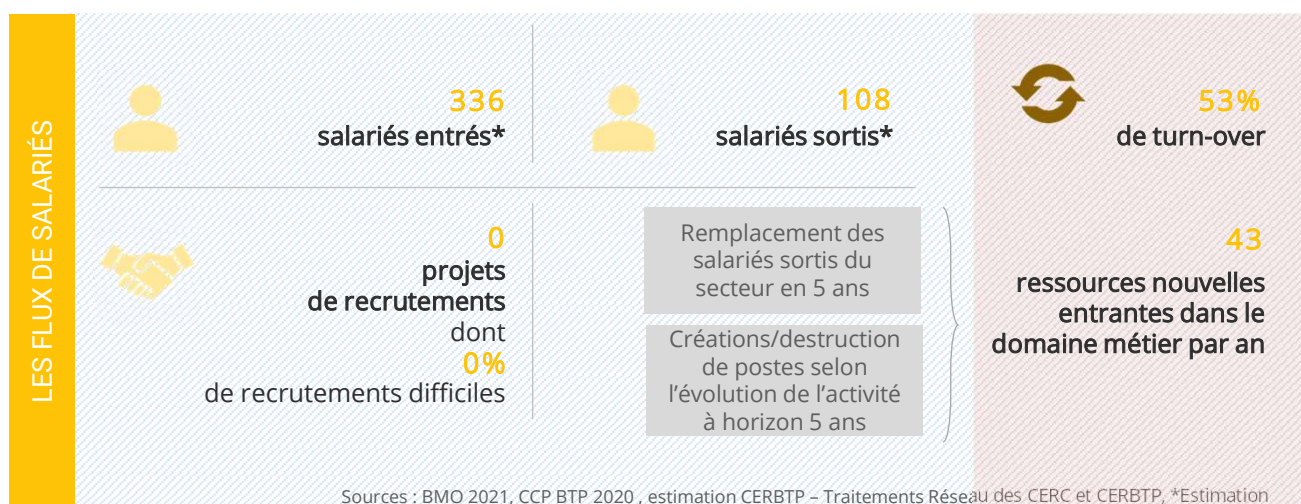 LES FLUX DE SALARIÉS
336
salariés entrés*
108
salariés sortis*
53%
de turn-over
0
projets
de recrutements
dont
0%
de recrutements difficiles
Remplacement des
salariés sortis du
secteur en 5 ans
Créations/destruction
de postes selon
l'évolution de l'activité
à horizon 5 ans
43
ressources nouvelles
entrantes dans le
domaine métier par an
Sources : BMO 2021, CCP BTP 2020 , estimation CERBTP – Traitements Réseau des CERC et CERBTP, *Estimation